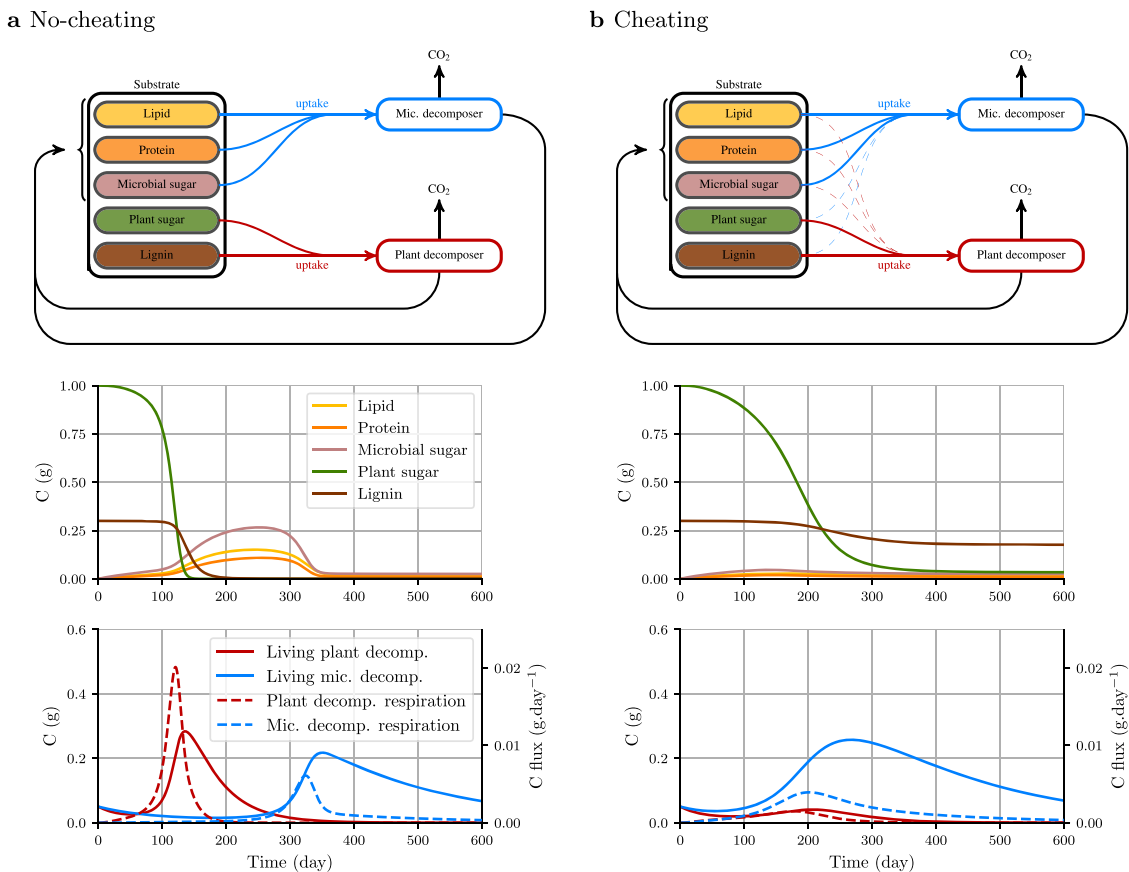 a No-cheating
CO2
Substrate
Lipid
uptake
Mic. decomposer
Protein
Microbial sugar
CO2
Plant sugar
Lignin
uptake
Plant decomposer
b Cheating
CO2
Substrate
Lipid
uptake
Mic. decomposer
Protein
Microbial sugar
CO2
Plant sugar
Lignin
uptake
Plant decomposer
C (g)
1.00
0.75
0.50
0.25
0.00
Lipid
Protein
Microbial sugar
Plant sugar
Lignin
0 100 200 300 400 500 600
C (g)
1.00
0.75
0.50
0.25
0.00
0 100 200 300 400 500 600
C (g)
0.6
0.4
0.2
0.0
Living plant decomp.
Living mic. decomp.
Plant decomp. respiration
Mic. decomp. respiration
0.02
0.01
0.00
C flux (g.day−1)
0 100 200 300 400 500 600
Time (day)
C (g)
0.6
0.4
0.2
0.0
0.02
0.01
0.00
C flux (g.day−1)
0 100 200 300 400 500 600
Time (day)